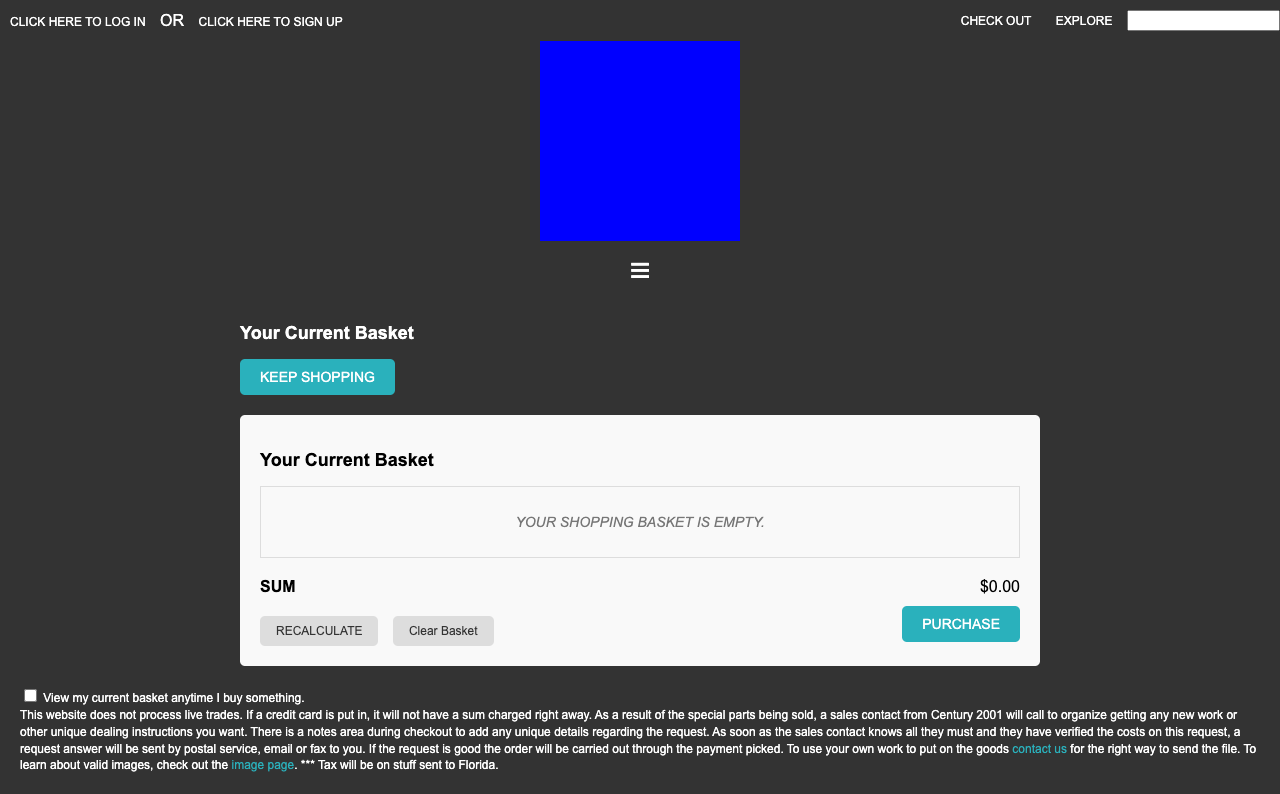 CLICK HERE TO LOG IN OR CLICK HERE TO SIGN UP CHECK OUT EXPLORE
Your Current Basket
KEEP SHOPPING
Your Current Basket
YOUR SHOPPING BASKET IS EMPTY.
SUM $0.00
RECALCULATE Clear Basket PURCHASE
View my current basket anytime I buy something.
This website does not process live trades. If a credit card is put in, it will not have a sum charged right away. As a result of the special parts being sold, a sales contact from Century 2001 will call to organize getting any new work or
other unique dealing instructions you want. There is a notes area during checkout to add any unique details regarding the request. As soon as the sales contact knows all they must and they have verified the costs on this request, a
request answer will be sent by postal service, email or fax to you. If the request is good the order will be carried out through the payment picked. To use your own work to put on the goods contact us for the right way to send the file. To
learn about valid images, check out the image page. *** Tax will be on stuff sent to Florida.